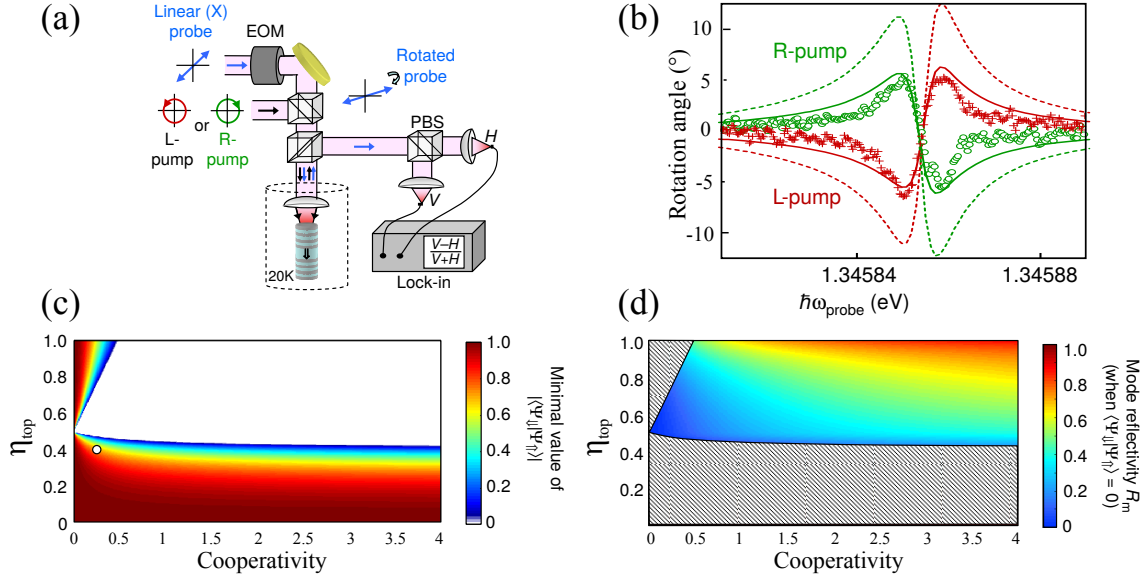 (a)
Linear (X)
probe
EOM
Rotated
probe
L-
pump
or
R-
pump
PBS
H
V
20K
V–H
V+H
Lock-in
(b)
Rotation angle (°)
10
5
0
-5
-10
R-pump
L-pump
1.34584
1.34588
ħω_probe (eV)
(c)
η_top
1.0
0.8
0.6
0.4
0.2
0
0 0.5 1 1.5 2 2.5 3 3.5 4
Cooperativity
1
0.8
0.6
0.4
0.2
0
Minimal value of
|⟨Ψ⇓|Ψ⇑⟩|
(d)
η_top
1.0
0.8
0.6
0.4
0.2
0 0.5 1 1.5 2 2.5 3 3.5 4
Cooperativity
1.0
0.8
0.6
0.4
0.2
0
Mode reflectivity R_m
(when ⟨Ψ⇓|Ψ⇑⟩ = 0)